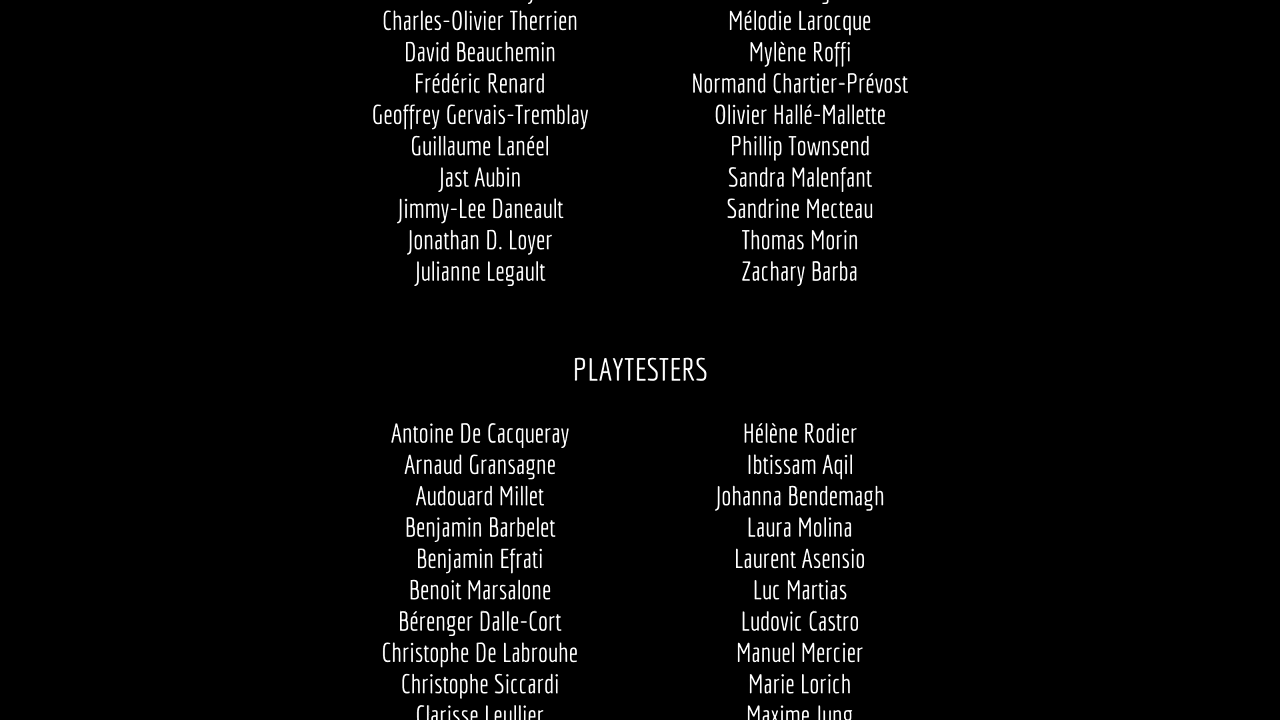 Charles-Olivier Therrien
David Beauchemin
Frédéric Renard
Geoffrey Gervais-Tremblay
Guillaume Lanéel
Jast Aubin
Jimmy-Lee Daneault
Jonathan D. Loyer
Julianne Legault
Mélodie Larocque
Mylène Roffi
Normand Chartier-Prévost
Olivier Hallé-Mallette
Phillip Townsend
Sandra Malenfant
Sandrine Mecteau
Thomas Morin
Zachary Barba
PLAYTESTERS
Antoine De Cacqueray
Arnaud Gransagne
Audouard Millet
Benjamin Barbelet
Benjamin Efrati
Benoit Marsalone
Bérenger Dalle-Cort
Christophe De Labrouhe
Christophe Siccardi
Clarisse Leullier
Hélène Rodier
Ibtissam Aqil
Johanna Bendemagh
Laura Molina
Laurent Asensio
Luc Martias
Ludovic Castro
Manuel Mercier
Marie Lorich
Maxime Jung